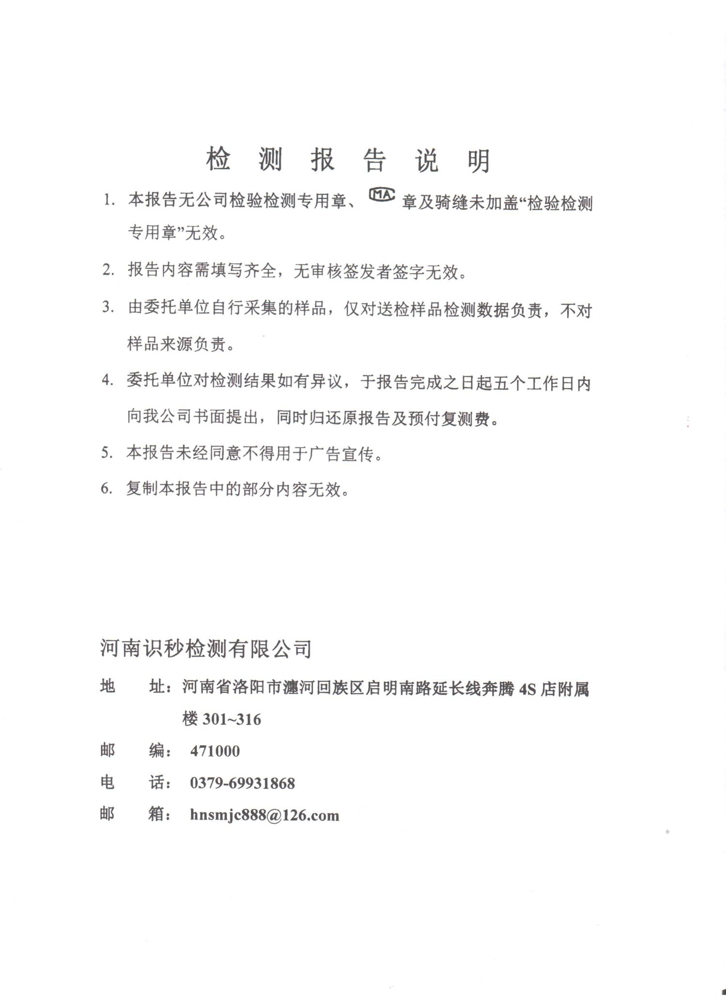 检测报告说明
1. 本报告无公司检验检测专用章、MA章及骑缝未加盖“检验检测
专用章”无效。
2. 报告内容需填写齐全，无审核签发者签字无效。
3. 由委托单位自行采集的样品，仅对送检样品检测数据负责，不对
样品来源负责。
4. 委托单位对检测结果如有异议，于报告完成之日起五个工作日内
向我公司书面提出，同时归还原报告及预付复测费。
5. 本报告未经同意不得用于广告宣传。
6. 复制本报告中的部分内容无效。
河南识秒检测有限公司
地 址：河南省洛阳市瀍河回族区启明南路延长线奔腾 4S 店附属
楼 301~316
邮 编： 471000
电 话： 0379-69931868
邮 箱： hnsmjc888@126.com